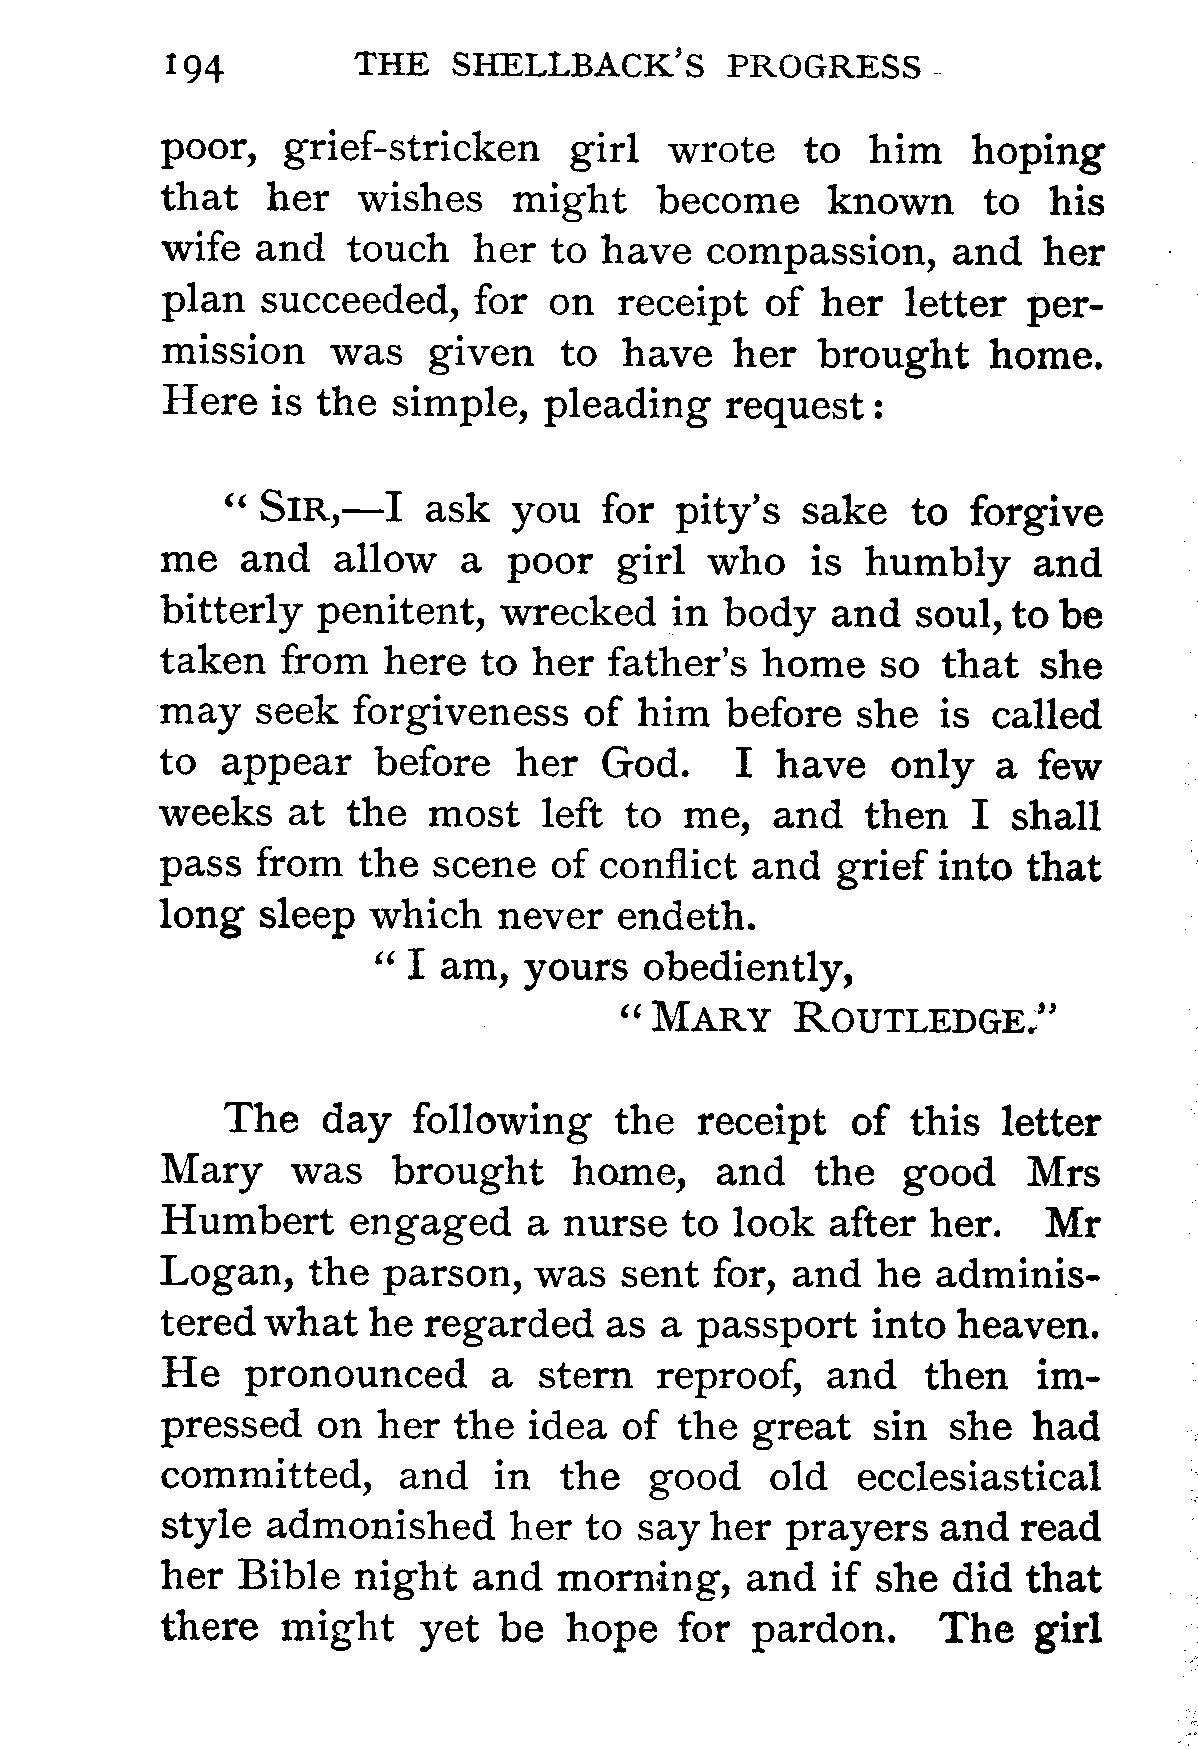 194 THE SHELLBACK'S PROGRESS
poor, grief-stricken girl wrote to him hoping
that her wishes might become known to his
wife and touch her to have compassion, and her
plan succeeded, for on receipt of her letter per-
mission was given to have her brought home.
Here is the simple, pleading request:
" SIR,—I ask you for pity's sake to forgive
me and allow a poor girl who is humbly and
bitterly penitent, wrecked in body and soul, to be
taken from here to her father's home so that she
may seek forgiveness of him before she is called
to appear before her God. I have only a few
weeks at the most left to me, and then I shall
pass from the scene of conflict and grief into that
long sleep which never endeth.
" I am, yours obediently,
" MARY ROUTLEDGE."
The day following the receipt of this letter
Mary was brought home, and the good Mrs
Humbert engaged a nurse to look after her. Mr
Logan, the parson, was sent for, and he adminis-
tered what he regarded as a passport into heaven.
He pronounced a stern reproof, and then im-
pressed on her the idea of the great sin she had
committed, and in the good old ecclesiastical
style admonished her to say her prayers and read
her Bible night and morning, and if she did that
there might yet be hope for pardon. The girl